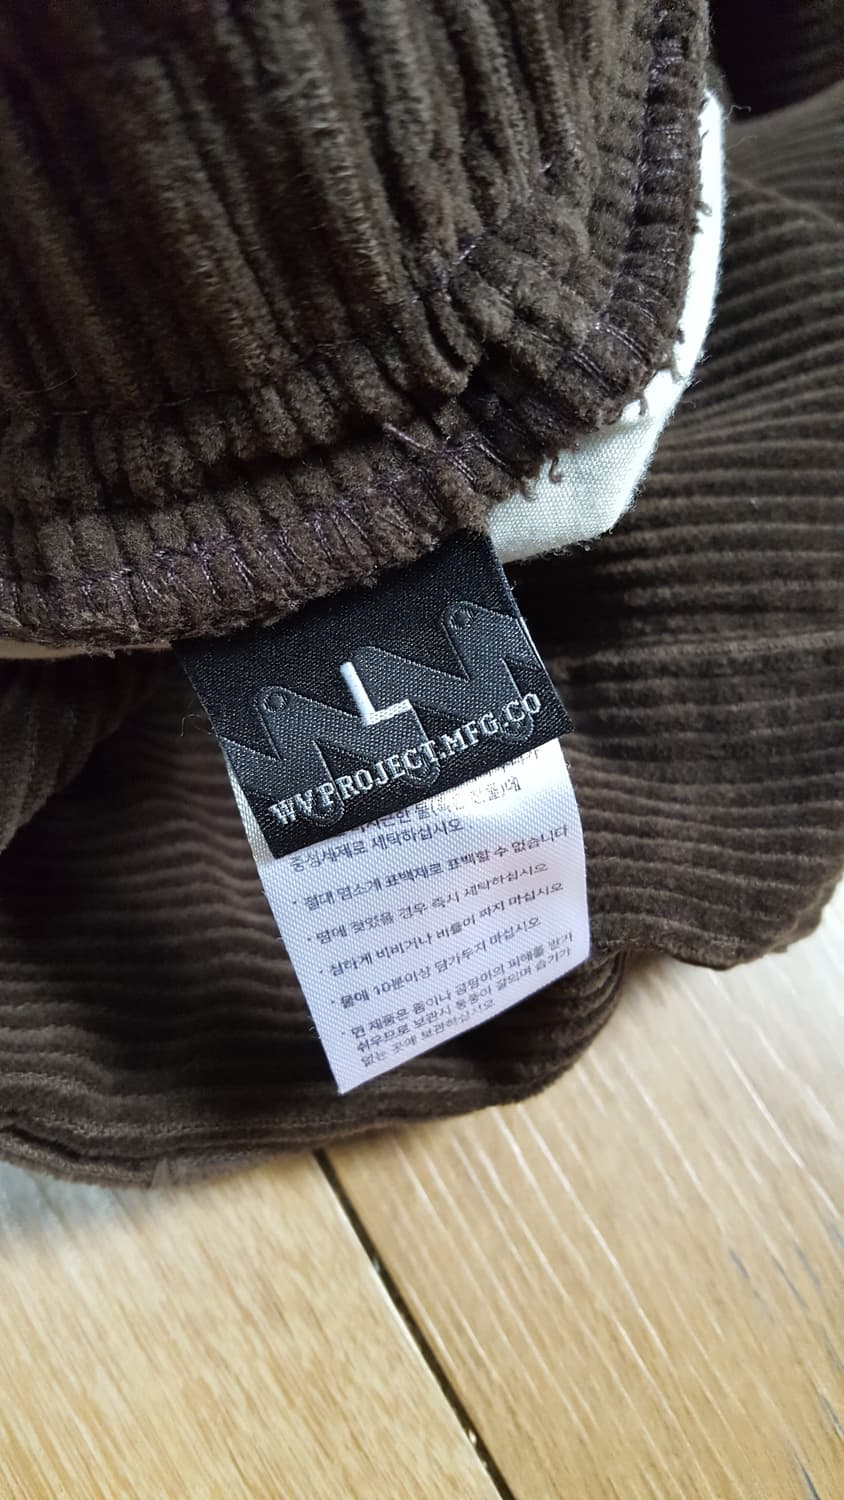 L
WV PROJECT.MFG.CO
물(
)데
중성세제로 세탁하십시오.
· 절대 염소계 표백제로 표백할 수 없습니다
· 땀에 젖었을 경우 즉시 세탁하십시오
· 심하게 비비거나 비틀어 짜지 마십시오
· 물에 10분이상 담가두지 마십시오
· 면 제품은 좀이나 곰팡이의 피해를 받기
쉬우므로 보관시 통풍이 잘되며 습기가
없는 곳에 보관하십시오